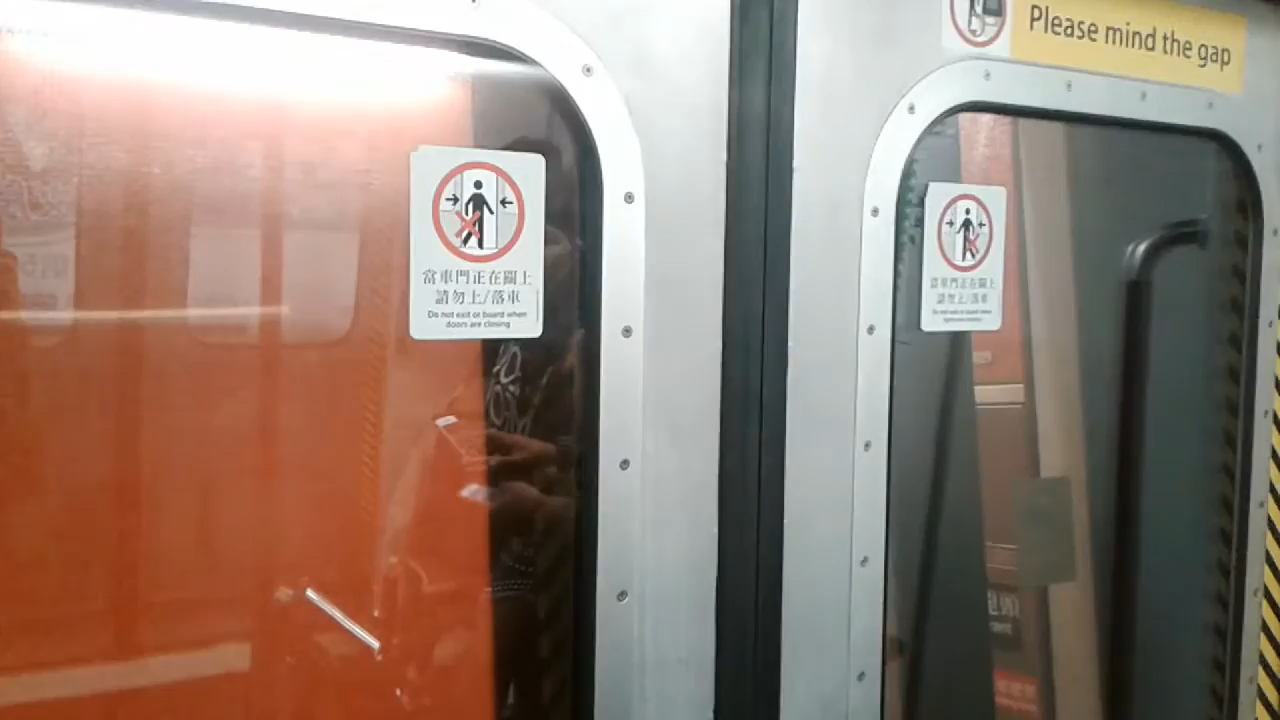 Please mind the gap
當車門正在關上
請勿上/落車
Do not exit or board when
doors are closing
當車門正在關上
請勿上/落車